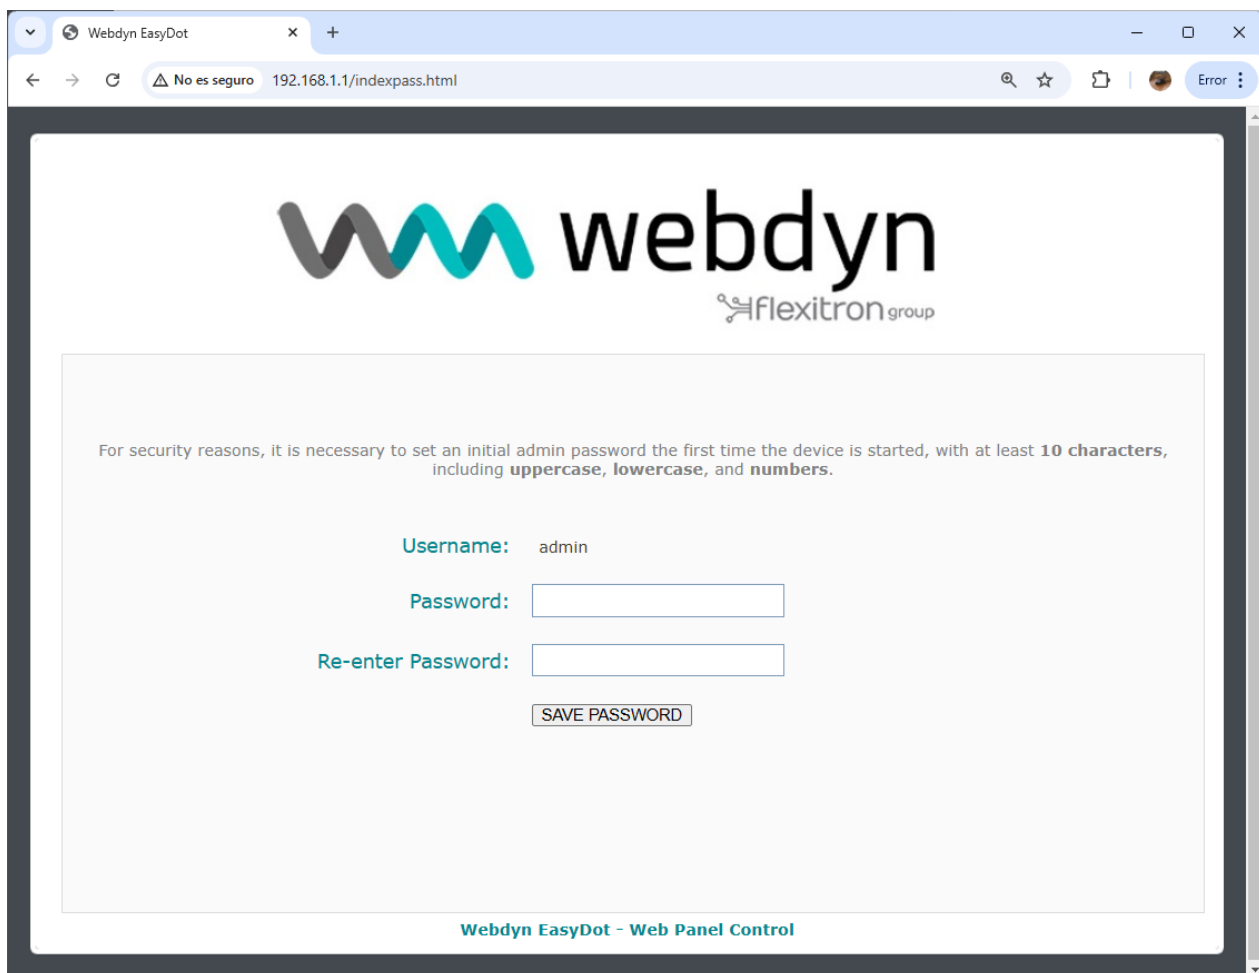 Webdyn EasyDot
No es seguro 192.168.1.1/indexpass.html Error
webdyn
flexitron group
For security reasons, it is necessary to set an initial admin password the first time the device is started, with at least 10 characters,
including uppercase, lowercase, and numbers.
Username: admin
Password:
Re-enter Password:
SAVE PASSWORD
Webdyn EasyDot - Web Panel Control